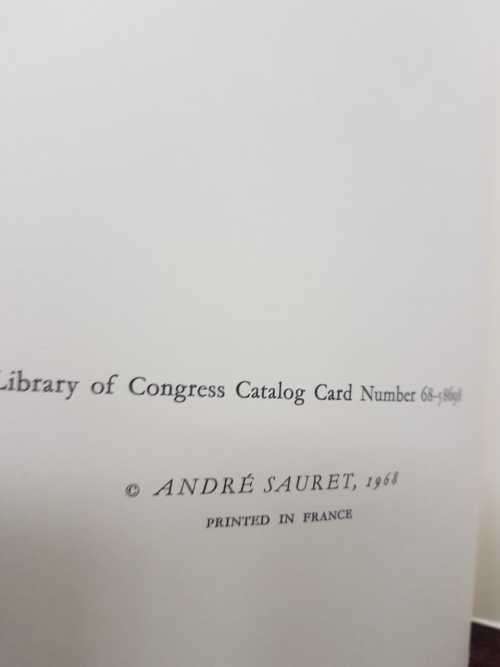 Library of Congress Catalog Card Number
© ANDRÉ SAURET, 1968
PRINTED IN FRANCE